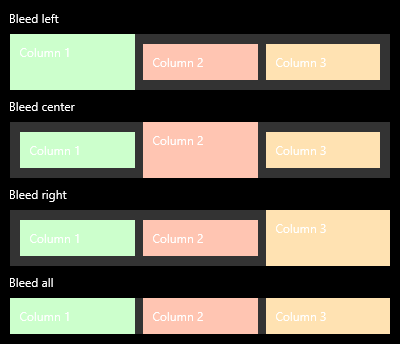 Bleed left
Column 1
Column 2
Column 3
Bleed center
Column 1
Column 2
Column 3
Bleed right
Column 1
Column 2
Column 3
Bleed all
Column 1
Column 2
Column 3